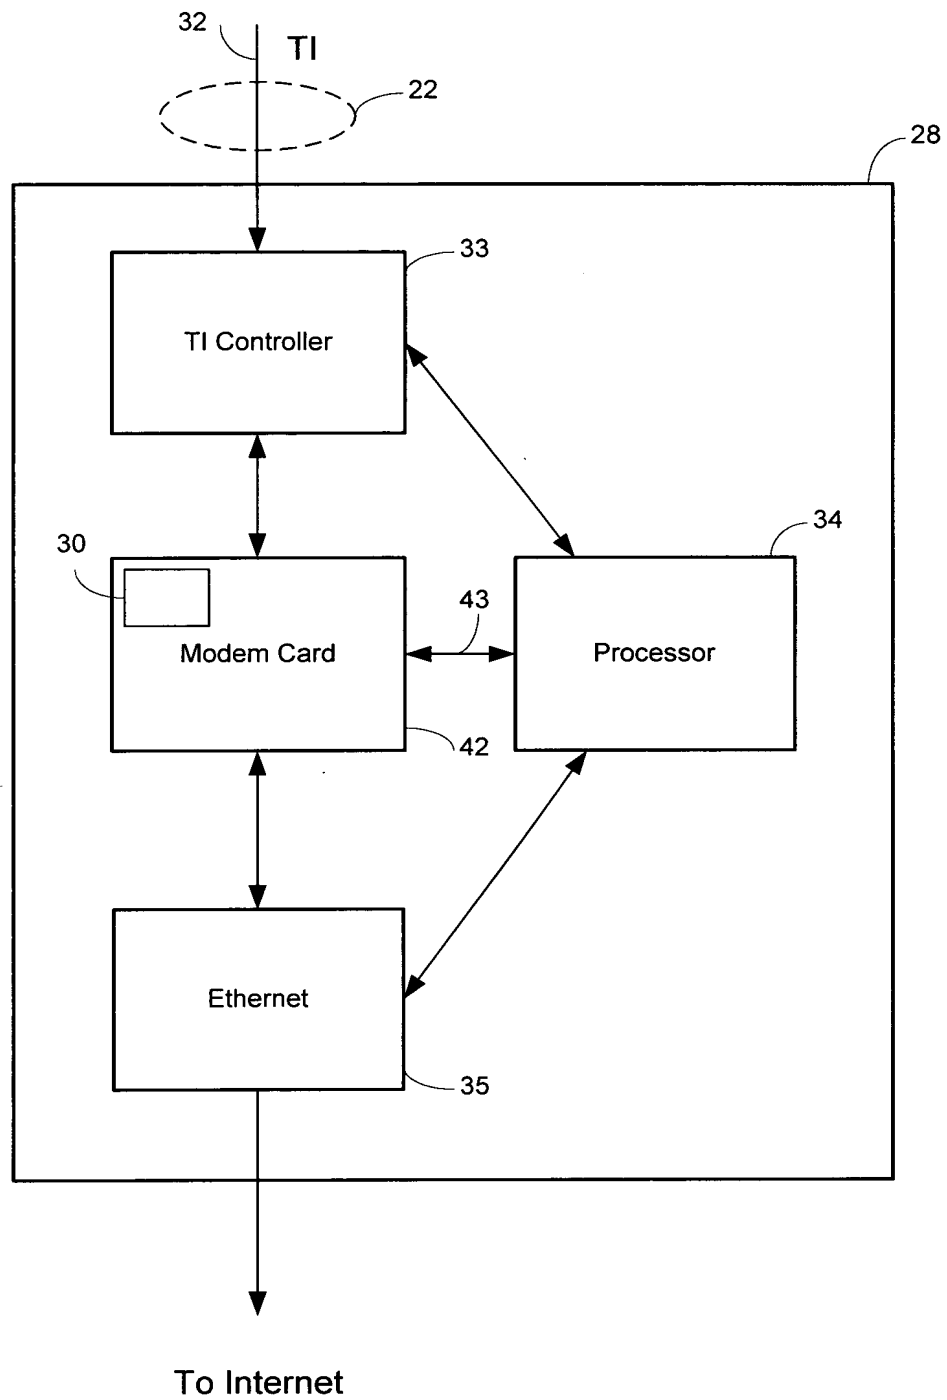 32
TI
22
28
33
TI Controller
34
30
43
Modem Card
Processor
42
Ethernet
35
To Internet